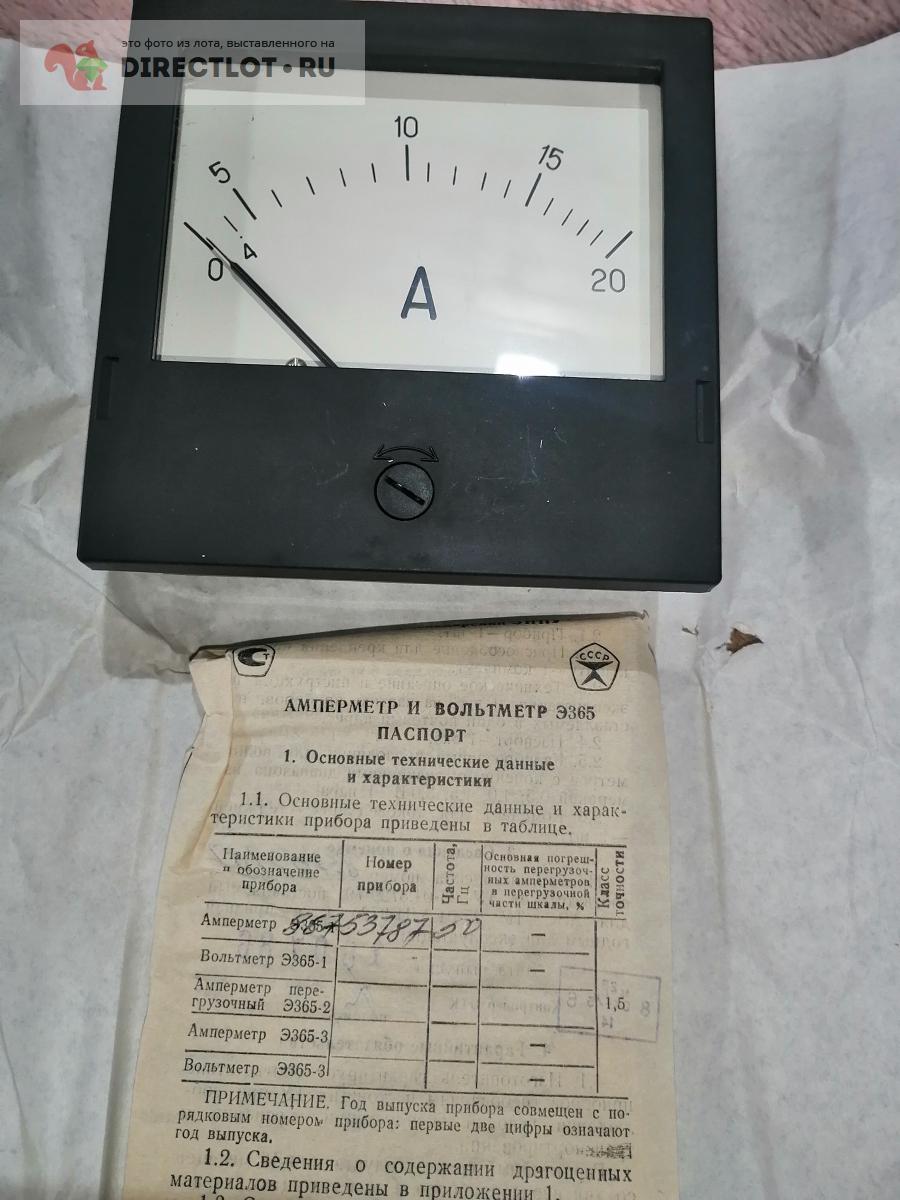 это фото из лота, выставленного на
DIRECTLOT.RU
10
5
15
4
0
20
A
СССР
АМПЕРМЕТР И ВОЛЬТМЕТР Э365
ПАСПОРТ
1. Основные технические данные
и характеристики
1.1. Основные технические данные и харак-
теристики прибора приведены в таблице.
Наименование
и обозначение
прибора
Номер
прибора
Частота,
Гц
Основная погреш-
ность перегрузоч-
ных амперметров
в перегрузочной
части шкалы, %
Класс
точности
Амперметр
50
—
Вольтметр Э365-1
—
Амперметр пере-
грузочный Э365-2
1,5
Амперметр Э365-3
—
Вольтметр Э365-3
—
ПРИМЕЧАНИЕ. Год выпуска прибора совмещен с по-
рядковым номером прибора: первые две цифры означают
год выпуска.
1.2. Сведения о содержании драгоценных
материалов приведены в приложении 1.